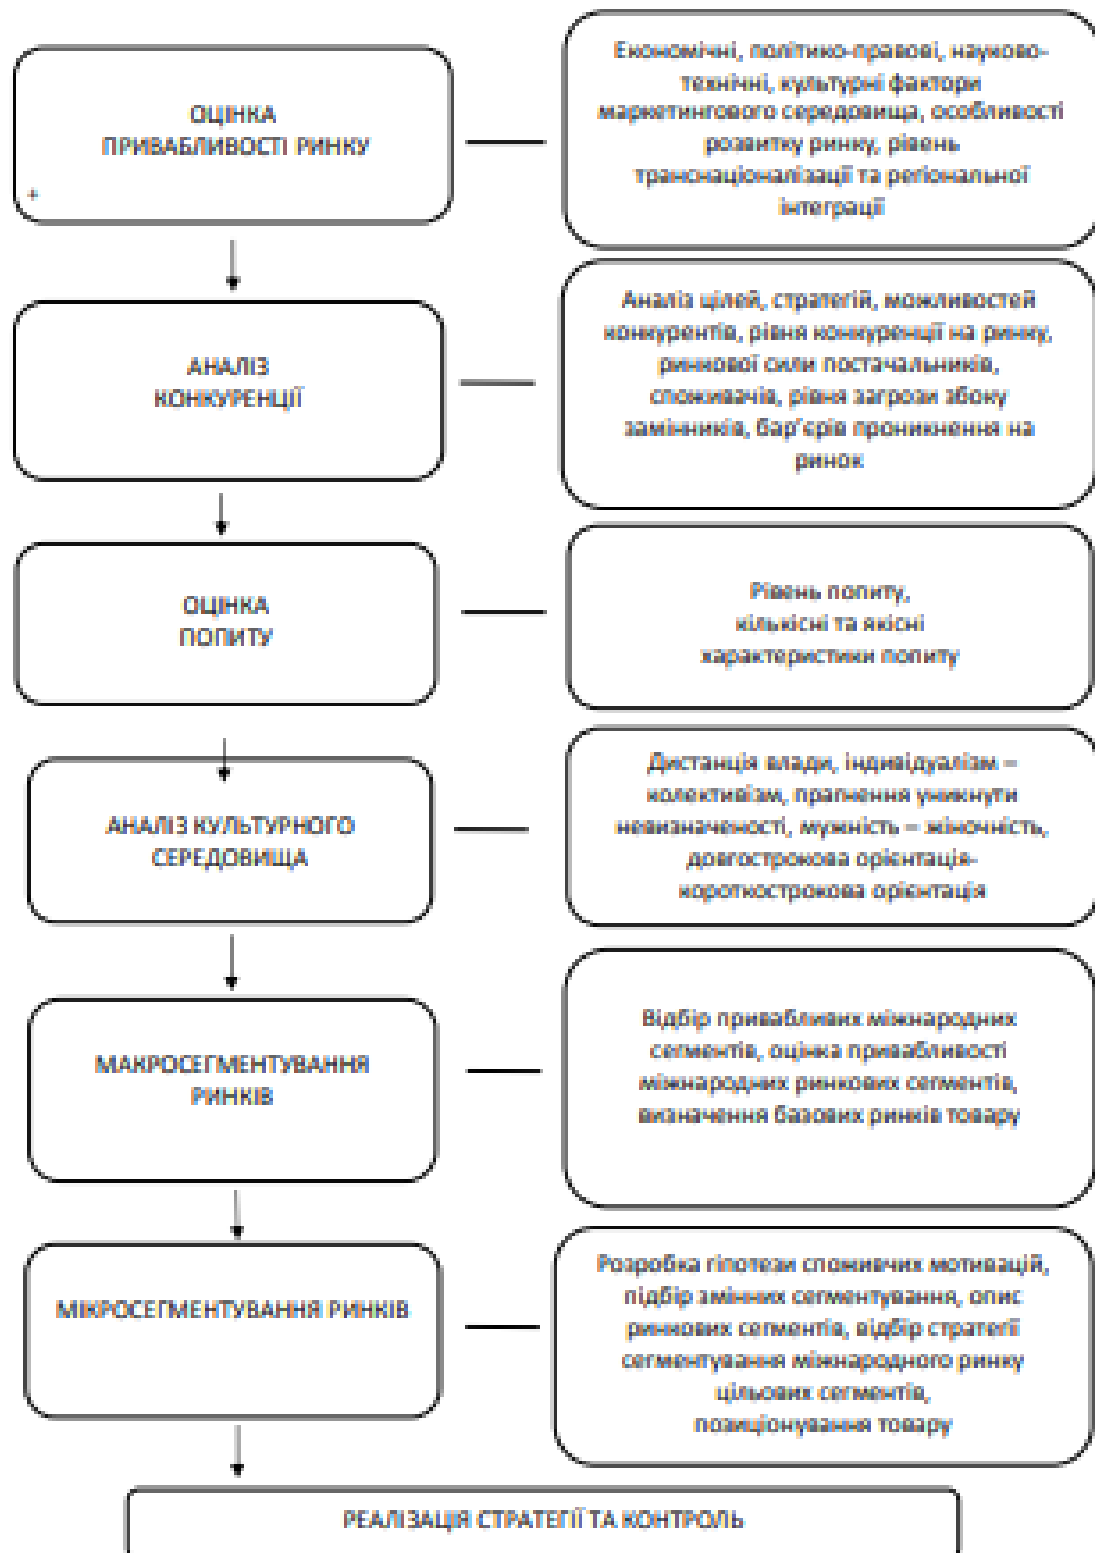 ОЦІНКА
ПРИВАБЛИВОСТІ РИНКУ
+
Економічні, політико-правові, науково-
технічні, культурні фактори
маркетингового середовища, особливості
розвитку ринку, рівень
транснаціоналізації та регіональної
інтеграції
АНАЛІЗ
КОНКУРЕНЦІЇ
Аналіз цілей, стратегій, можливостей
конкурентів, рівня конкуренції на ринку,
ринкової сили постачальників,
споживачів, рівня загрози збоку
замінників, бар'єрів проникнення на
ринок
ОЦІНКА
ПОПИТУ
Рівень попиту,
кількісні та якісні
характеристики попиту
АНАЛІЗ КУЛЬТУРНОГО
СЕРЕДОВИЩА
Дистанція влади, індивідуалізм –
колективізм, прагнення уникнути
невизначеності, мужність – жіночність,
довгострокова орієнтація-
короткострокова орієнтація
МАКРОСЕГМЕНТУВАННЯ
РИНКІВ
Відбір привабливих міжнародних
сегментів, оцінка привабливості
міжнародних ринкових сегментів,
визначення базових ринків товару
МІКРОСЕГМЕНТУВАННЯ РИНКІВ
Розробка гіпотези споживчих мотивацій,
підбір змінних сегментування, опис
ринкових сегментів, відбір стратегії
сегментування міжнародного ринку
цільових сегментів,
позиціонування товару
РЕАЛІЗАЦІЯ СТРАТЕГІЇ ТА КОНТРОЛЬ